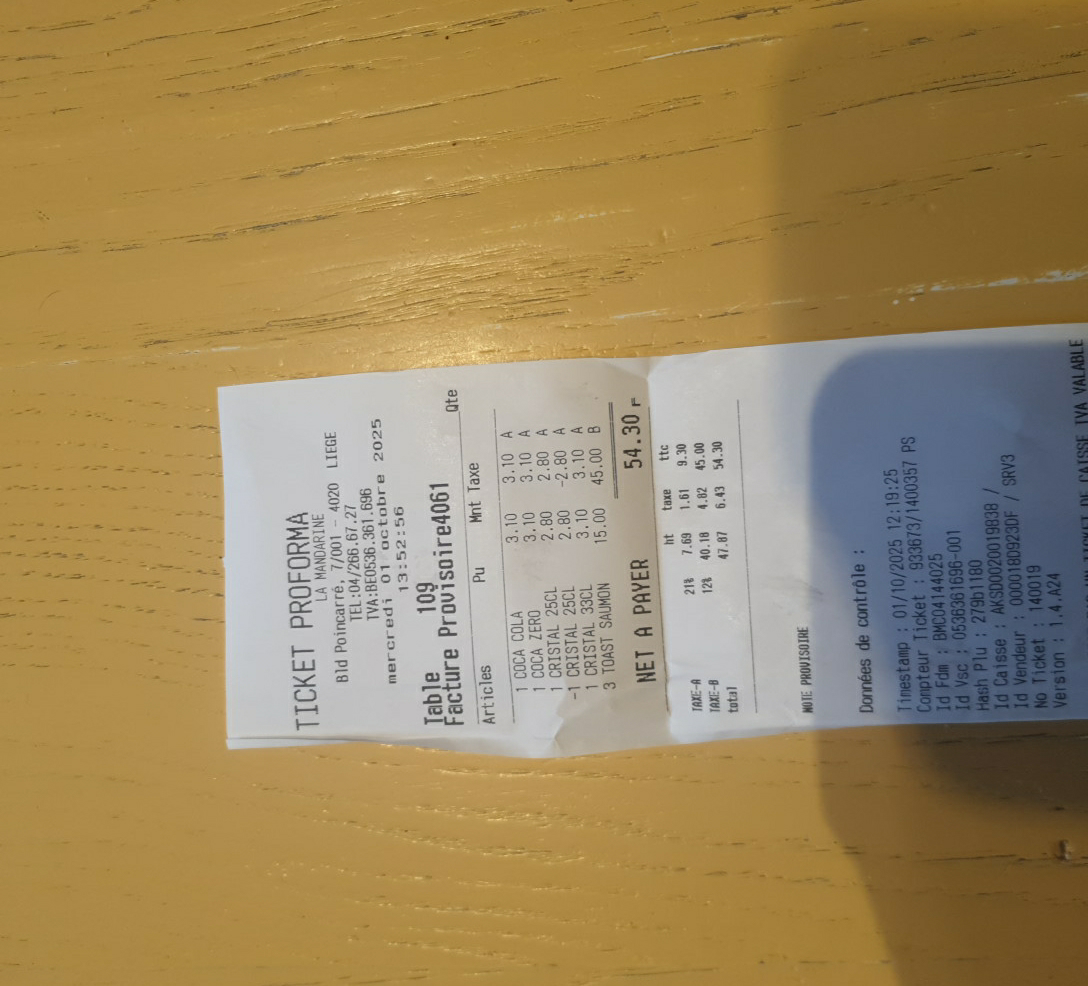 TICKET PROFORMA
LA MANDARINE
Bld Poincarré, 7/001 - 4020 LIEGE
TEL:04/266.67.27
TVA:BE0536.361.696
mercredi 01 octobre 2025
13:52:56
Table 109
Facture Provisoire4061
Articles Pu Mnt Taxe Qte
1 COCA COLA 3.10 3.10 A
1 COCA ZERO 3.10 3.10 A
1 CRISTAL 25CL 2.80 2.80 A
-1 CRISTAL 25CL 2.80 -2.80 A
1 CRISTAL 33CL 3.10 3.10 A
3 TOAST SAUMON 15.00 45.00 B
NET A PAYER 54.30
ht taxe ttc
TAXE-A 21% 7.69 1.61 9.30
TAXE-B 12% 40.18 4.82 45.00
total 47.87 6.43 54.30
NOTE PROVISOIRE
Données de contrôle :
Timestamp : 01/10/2025 12:19:25
Compteur Ticket : 933673/1400357 PS
Id Fdm : BMC04144025
Id Vsc : 0536361696-001
Hash Plu : 279b1180
Id Caisse : AKSD0020019838 /
Id Vendeur : 000018D0923DF / SRV3
No Ticket : 140019
Version : 1.4.A24
CAISSE TVA VALABLE